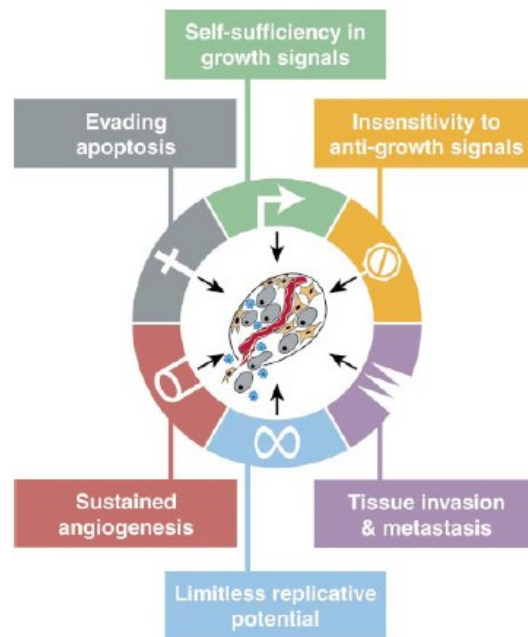 Self-sufficiency in
growth signals
Evading
apoptosis
Insensitivity to
anti-growth signals
Sustained
angiogenesis
Tissue invasion
& metastasis
Limitless replicative
potential